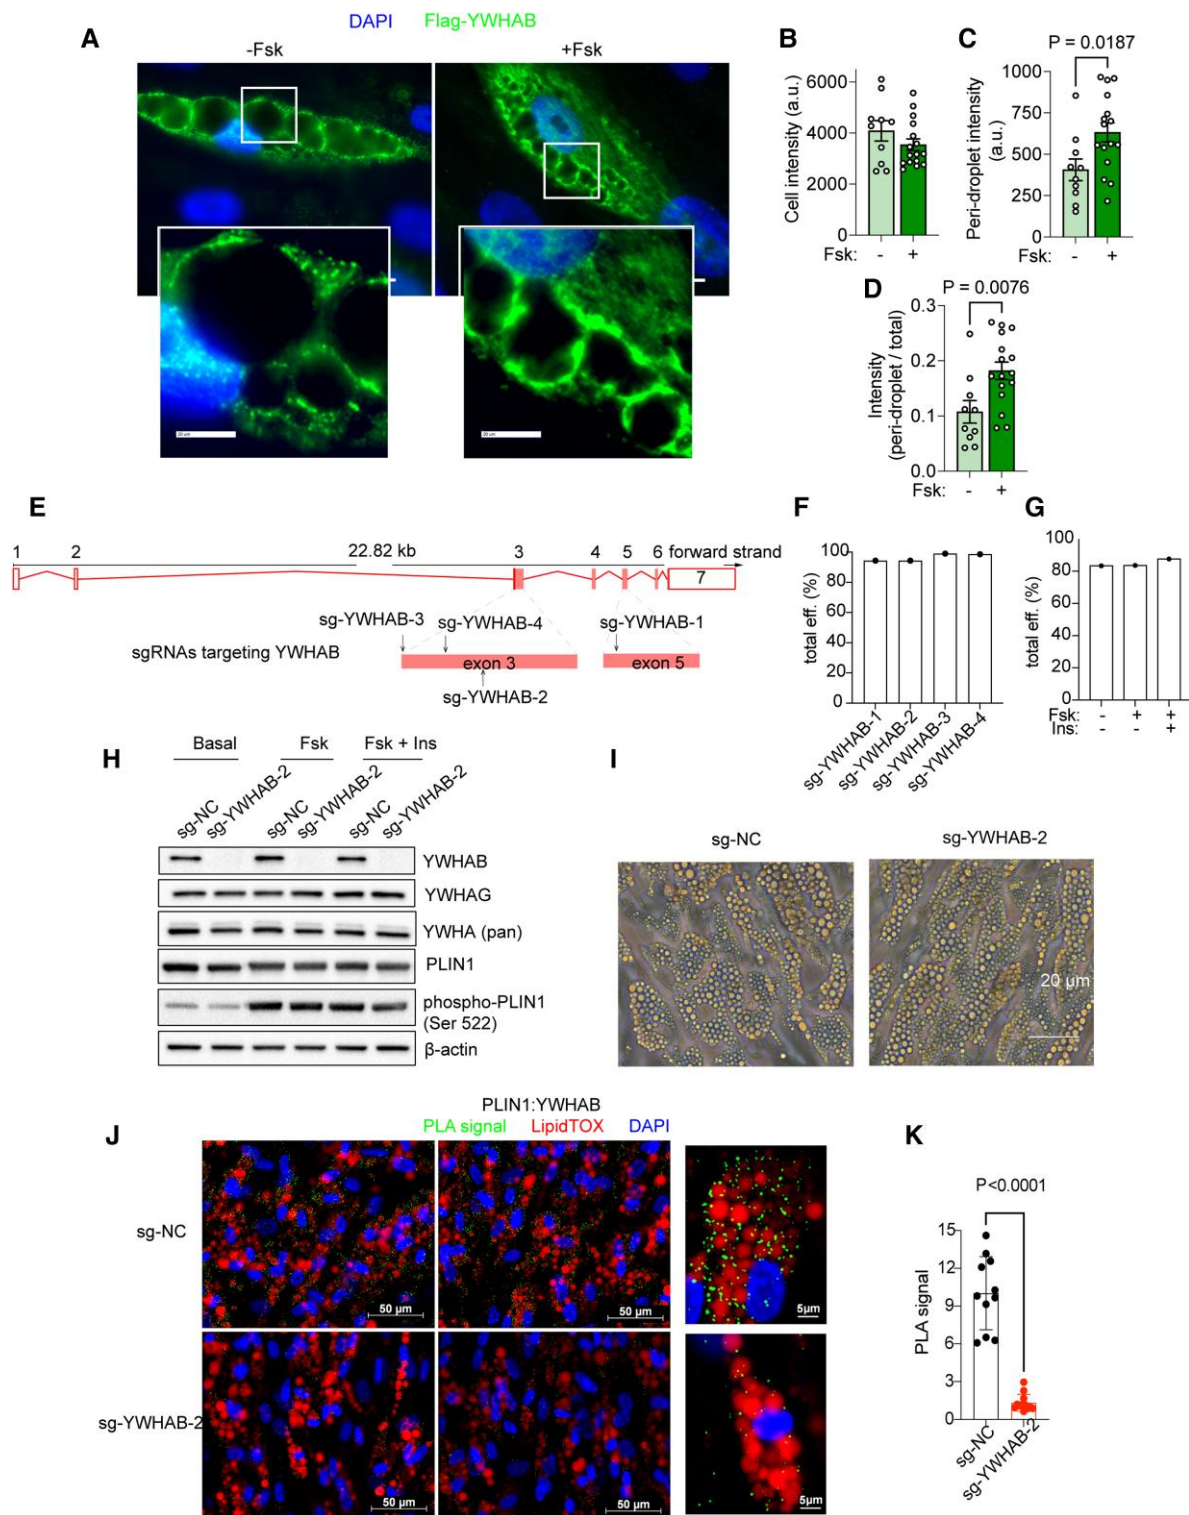 DAPI Flag-YWHAB
A
-Fsk +Fsk
20 µm
20 µm
B
Cell intensity (a.u.)
6000
4000
2000
0
Fsk: - +
C
P = 0.0187
Peri-droplet intensity
(a.u.)
1000
750
500
250
0
Fsk: - +
D
P = 0.0076
Intensity
(peri-droplet / total)
0.3
0.2
0.1
0.0
Fsk: - +
E
1 2 22.82 kb 3 4 5 6 forward strand
7
sg-YWHAB-3
sg-YWHAB-4
sg-YWHAB-1
sgRNAs targeting YWHAB
exon 3 exon 5
sg-YWHAB-2
F
total eff. (%)
100
80
60
40
20
0
sg-YWHAB-1
sg-YWHAB-2
sg-YWHAB-3
sg-YWHAB-4
G
total eff. (%)
100
80
60
40
20
0
Fsk: - + +
Ins: - - +
H
Basal Fsk Fsk + Ins
sg-NC
sg-YWHAB-2
sg-NC
sg-YWHAB-2
sg-NC
sg-YWHAB-2
YWHAB
YWHAG
YWHA (pan)
PLIN1
phospho-PLIN1
(Ser 522)
β-actin
I
sg-NC sg-YWHAB-2
20 µm
J
PLIN1:YWHAB
PLA signal LipidTOX DAPI
sg-NC
50 µm 50 µm 5µm
sg-YWHAB-2
50 µm 50 µm 5µm
K
P<0.0001
PLA signal
15
12
9
6
3
0
sg-NC
sg-YWHAB-2